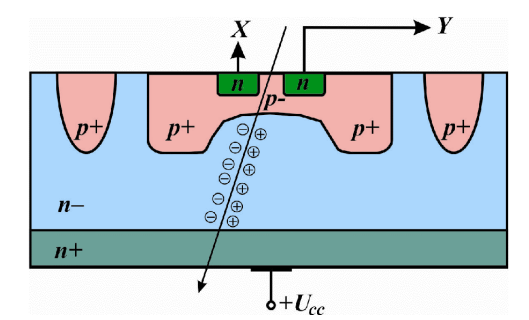 X
Y
n
n
p-
p+
p+
p+
p+
⊖ ⊕
⊖ ⊕
⊖ ⊕
⊖ ⊕
⊖ ⊕
⊖ ⊕
n–
n+
+Ucc